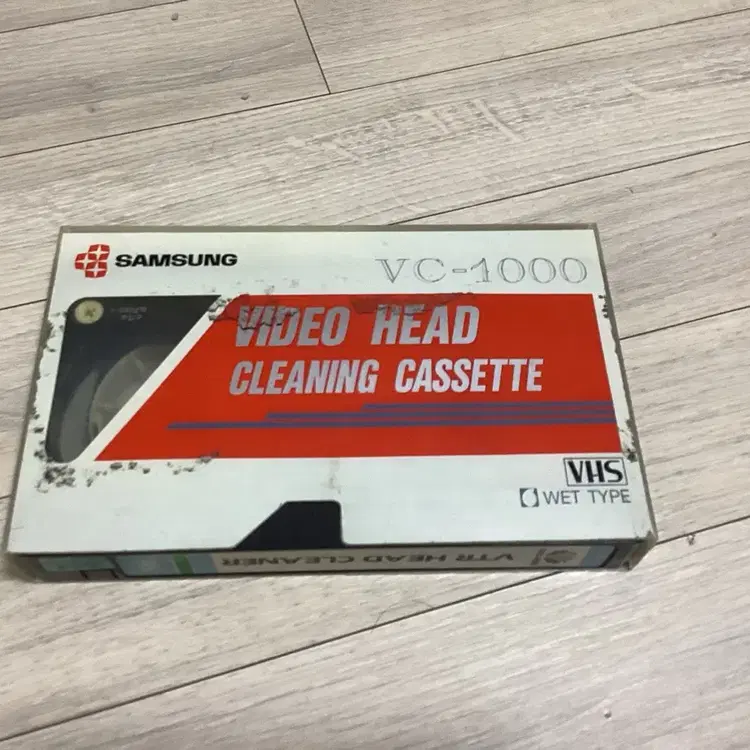 SAMSUNG
VC-1000
VIDEO HEAD
CLEANING CASSETTE
VHS
WET TYPE
VTR HEAD CLEANER